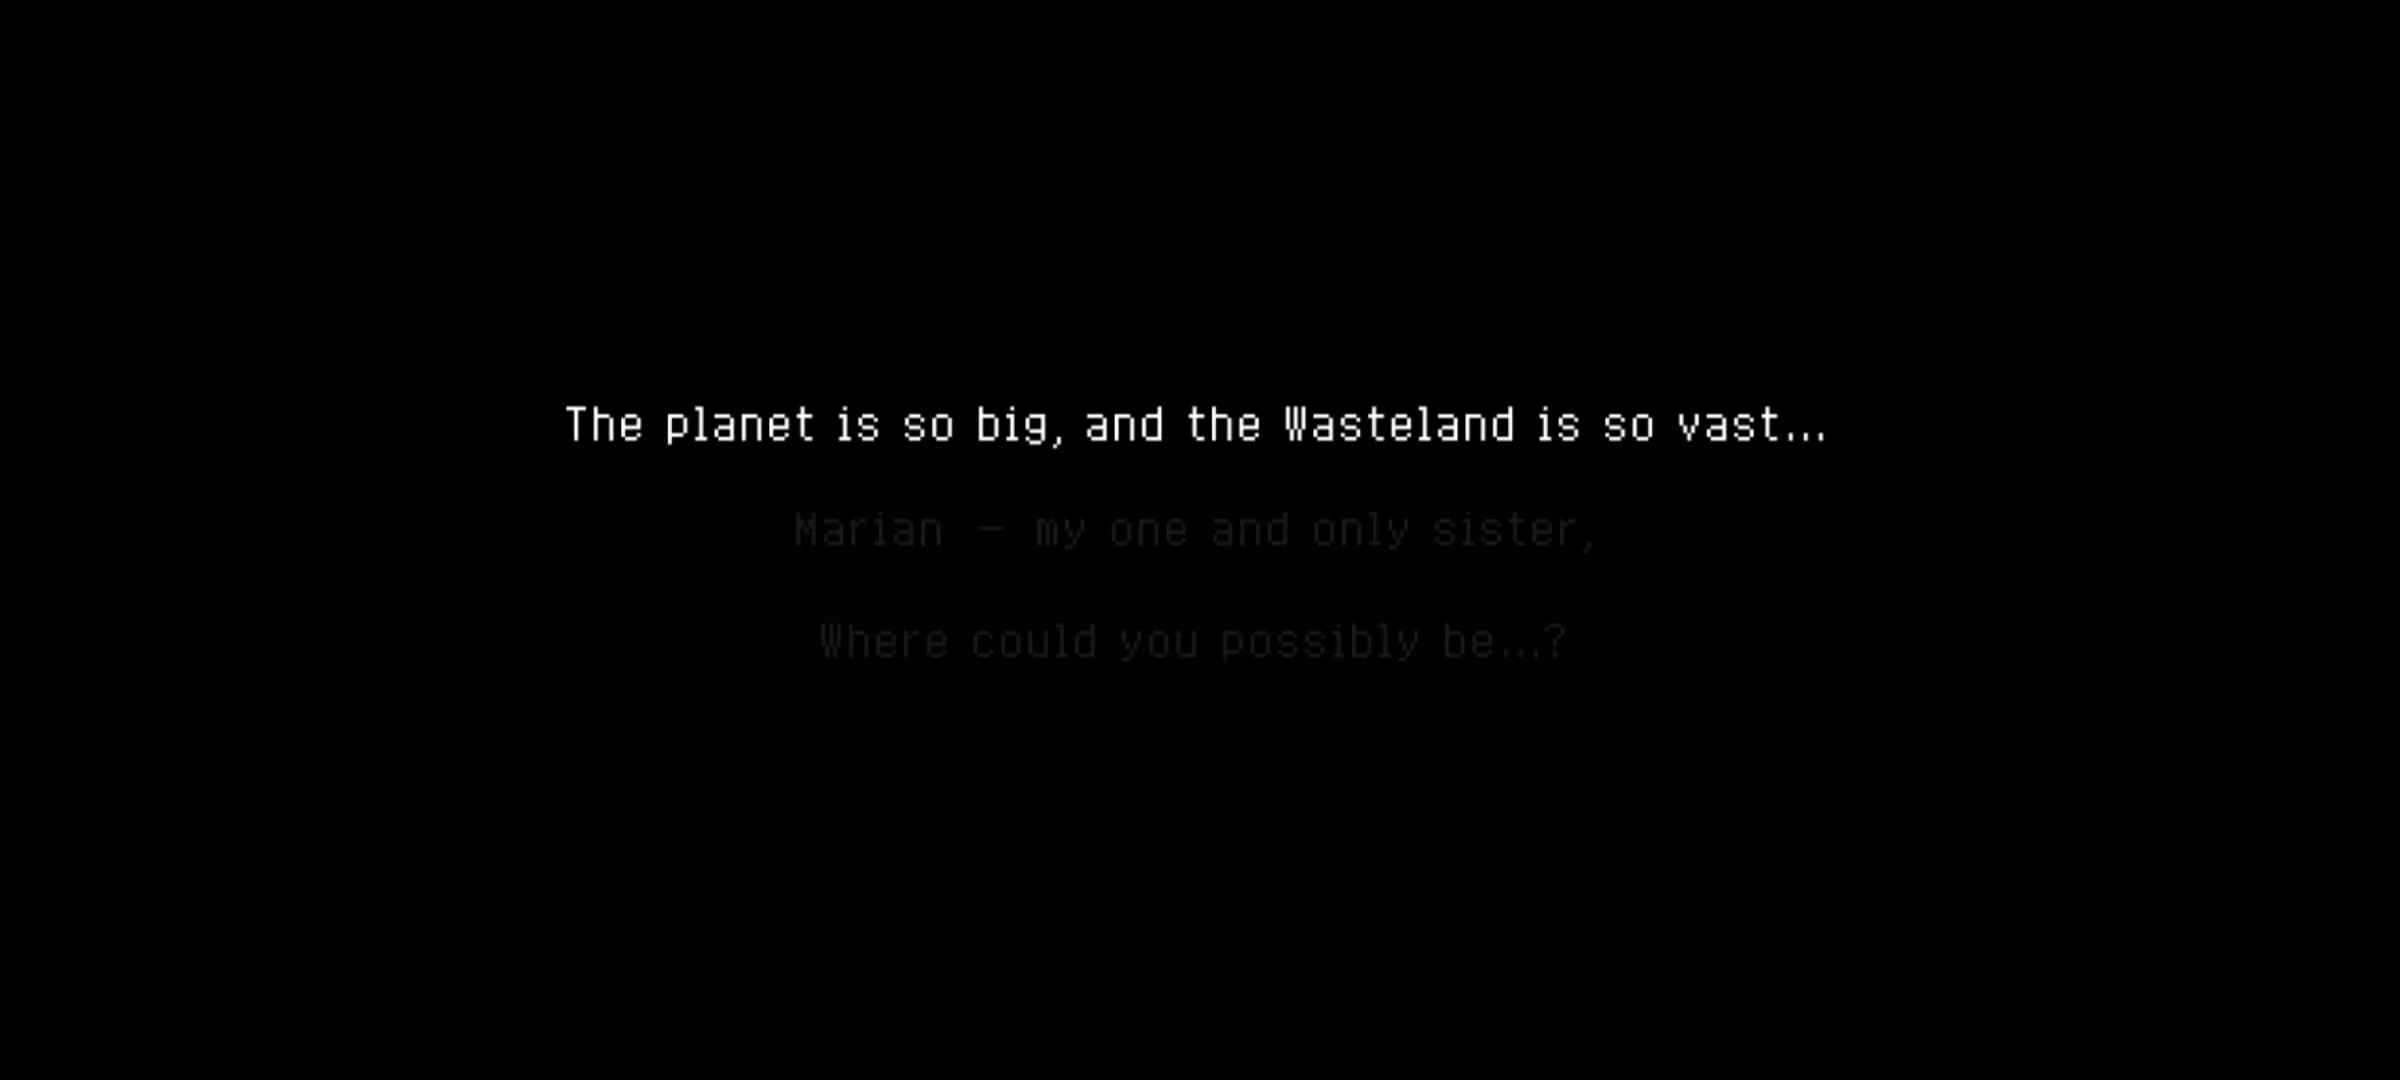 The planet is so big, and the Wasteland is so vast...
Marian — my one and only sister,
Where could you possibly be...?